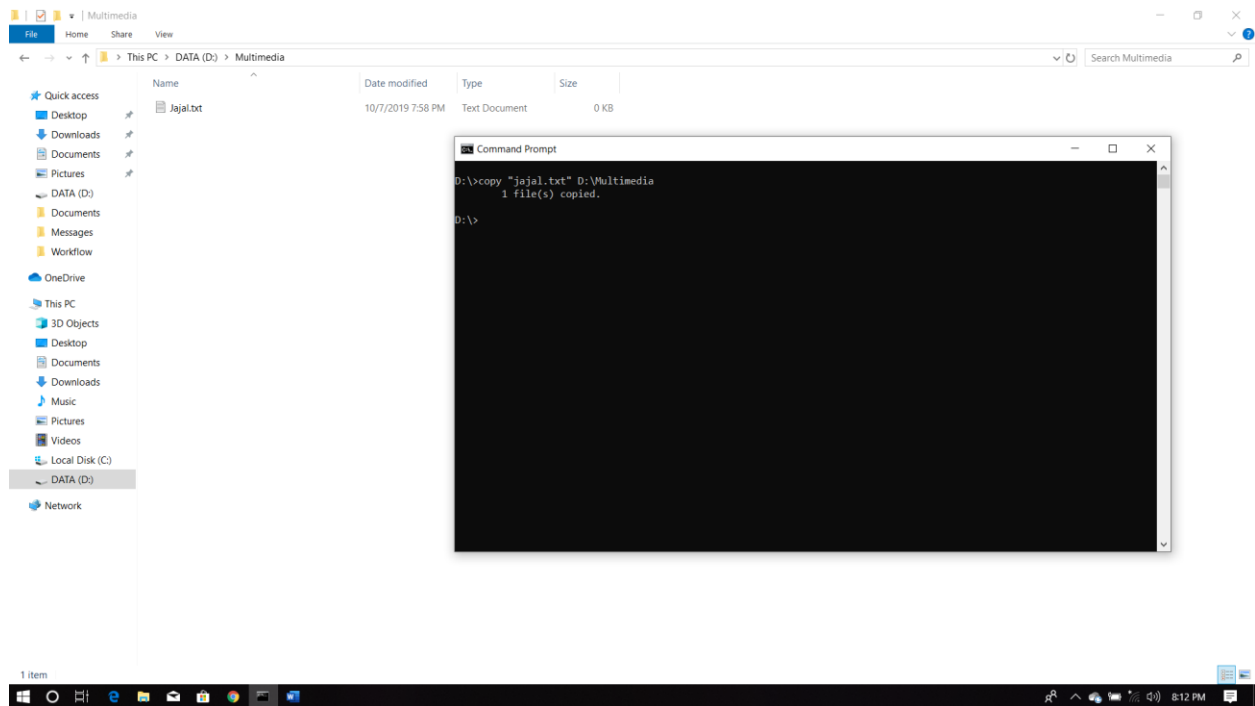 Multimedia
File Home Share View
This PC > DATA (D:) > Multimedia
Search Multimedia
Name Date modified Type Size
Jajal.txt 10/7/2019 7:58 PM Text Document 0 KB
Quick access
Desktop
Downloads
Documents
Pictures
DATA (D:)
Documents
Messages
Workflow
OneDrive
This PC
3D Objects
Desktop
Documents
Downloads
Music
Pictures
Videos
Local Disk (C:)
DATA (D:)
Network
Command Prompt
D:\>copy "jajal.txt" D:\Multimedia
1 file(s) copied.
D:\>
1 item
8:12 PM